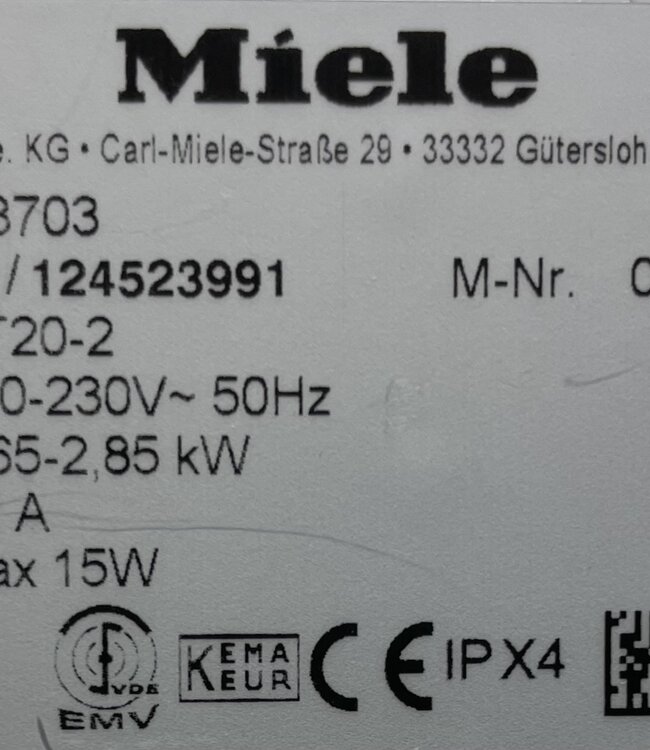 Miele
e. KG • Carl-Miele-Straße 29 • 33332 Gütersloh
3703
/ 124523991 M-Nr. 0
T20-2
0-230V~ 50Hz
65-2,85 kW
A
ax 15W
VDE
EMV
KEMA
KEUR
CE IPX4